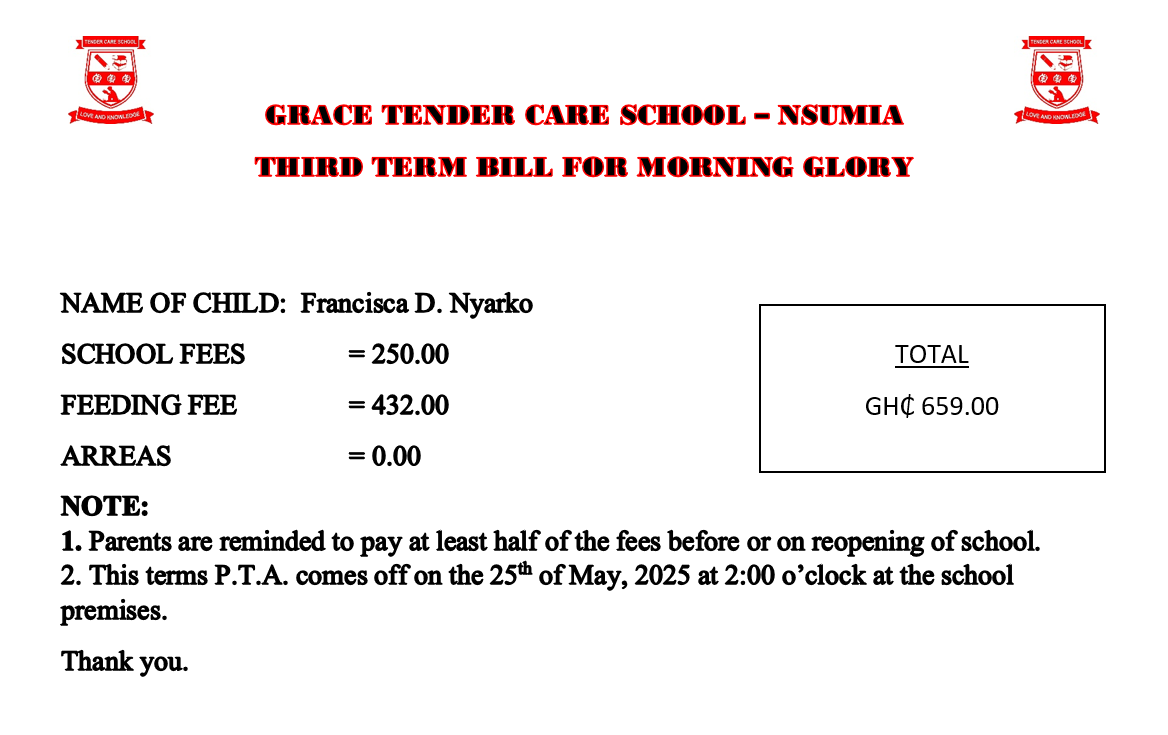 TENDER CARE SCHOOL
LOVE AND KNOWLEDGE
TENDER CARE SCHOOL
LOVE AND KNOWLEDGE
GRACE TENDER CARE SCHOOL – NSUMIA
THIRD TERM BILL FOR MORNING GLORY
NAME OF CHILD: Francisca D. Nyarko
SCHOOL FEES = 250.00
FEEDING FEE = 432.00
ARREAS = 0.00
TOTAL
GH₵ 659.00
NOTE:
1. Parents are reminded to pay at least half of the fees before or on reopening of school.
2. This terms P.T.A. comes off on the 25th of May, 2025 at 2:00 o’clock at the school
premises.
Thank you.